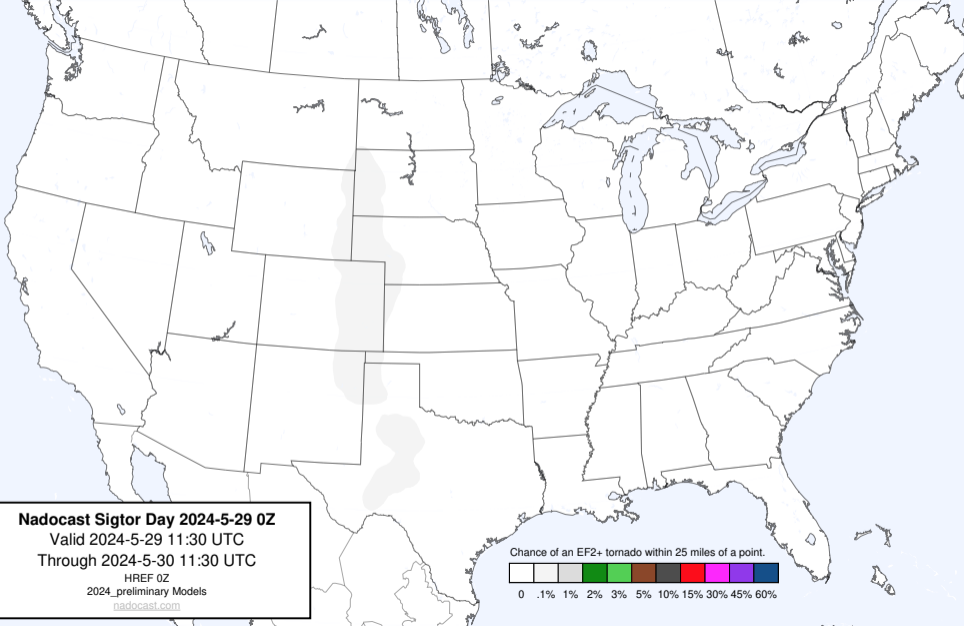 Nadocast Sigtor Day 2024-5-29 0Z
Valid 2024-5-29 11:30 UTC
Through 2024-5-30 11:30 UTC
HREF 0Z
2024_preliminary Models
nadocast.com
Chance of an EF2+ tornado within 25 miles of a point.
0 .1% 1% 2% 3% 5% 10% 15% 30% 45% 60%